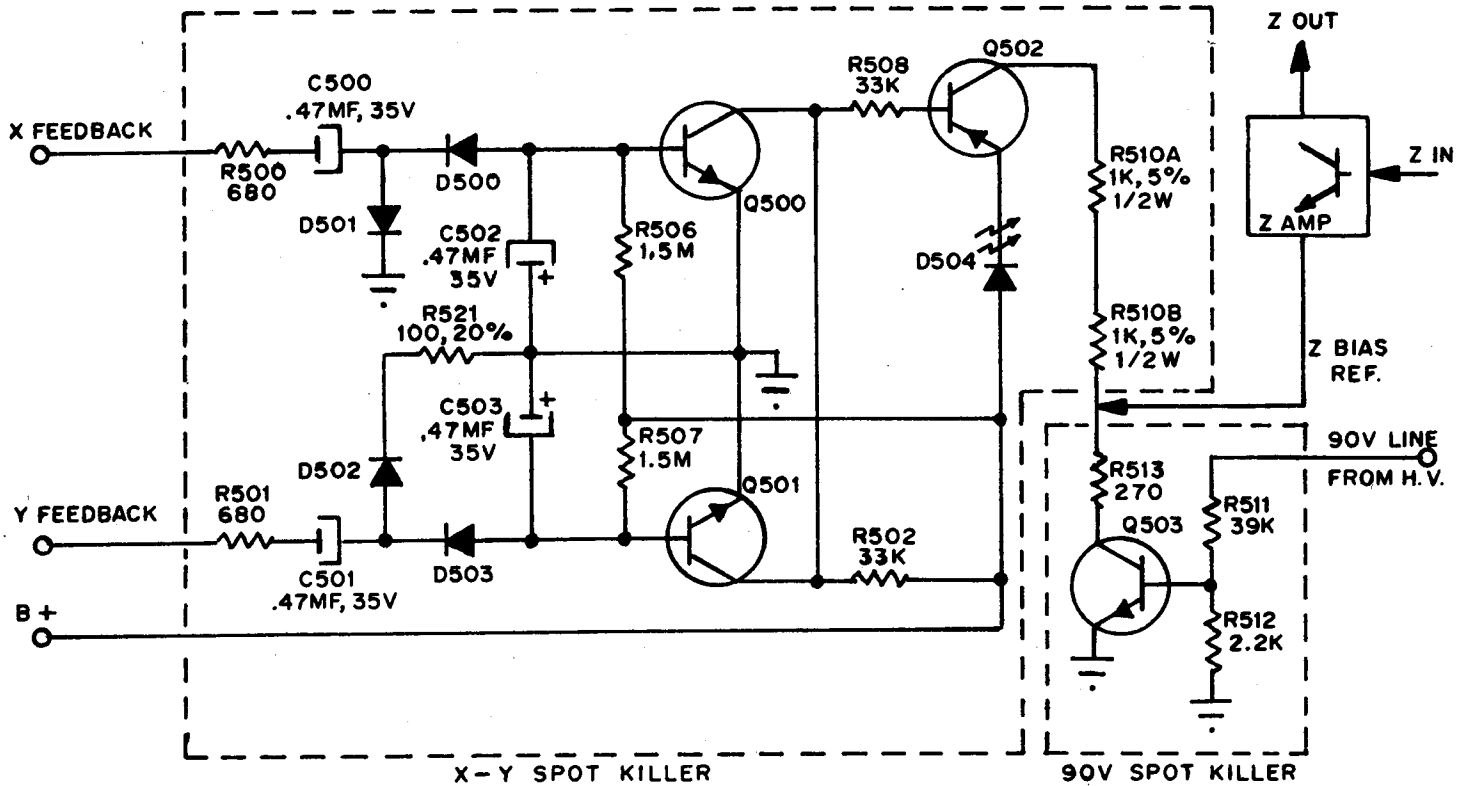 Z OUT
Q502
R508
33K
C500
.47MF, 35V
X FEEDBACK
R500
680
D500
D501
Q500
R510A
1K, 5%
1/2W
Z IN
Z AMP
C502
.47MF
35V
+
R506
1.5M
D504
R521
100, 20%
R510B
1K, 5%
1/2W
Z BIAS
REF.
C503
.47MF
35V
+
R507
1.5M
D502
90V LINE
FROM H.V.
R513
270
R511
39K
Y FEEDBACK
R501
680
Q501
Q503
R502
33K
C501
.47MF, 35V
D503
B +
R512
2.2K
X-Y SPOT KILLER
90V SPOT KILLER